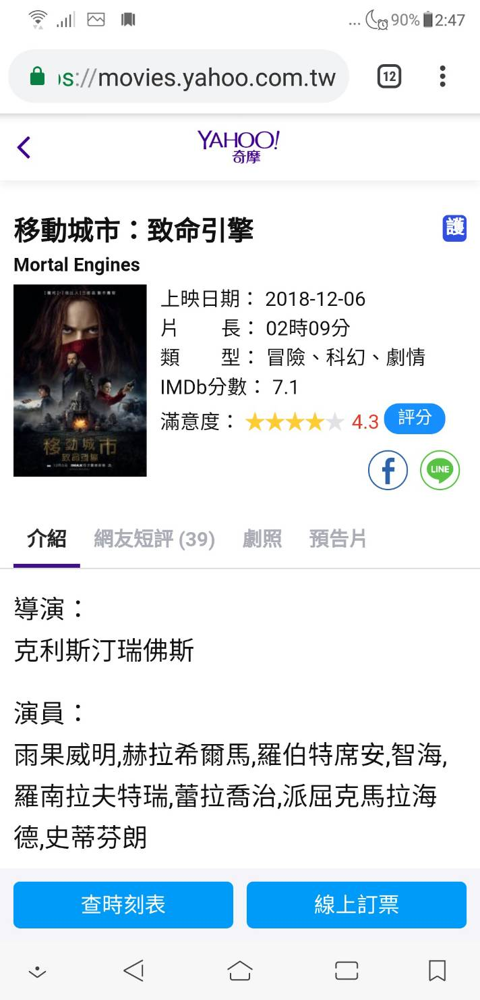 ... 90% 2:47
s://movies.yahoo.com.tw 12
YAHOO!
奇摩
移動城市：致命引擎 護
Mortal Engines
上映日期： 2018-12-06
片 長： 02時09分
類 型： 冒險、科幻、劇情
IMDb分數： 7.1
滿意度： 4.3 評分
移動城市
致命引擎
LINE
介紹 網友短評 (39) 劇照 預告片
導演：
克利斯汀瑞佛斯
演員：
雨果威明,赫拉希爾馬,羅伯特席安,智海,
羅南拉夫特瑞,蕾拉喬治,派屈克馬拉海
德,史蒂芬朗
查時刻表 線上訂票